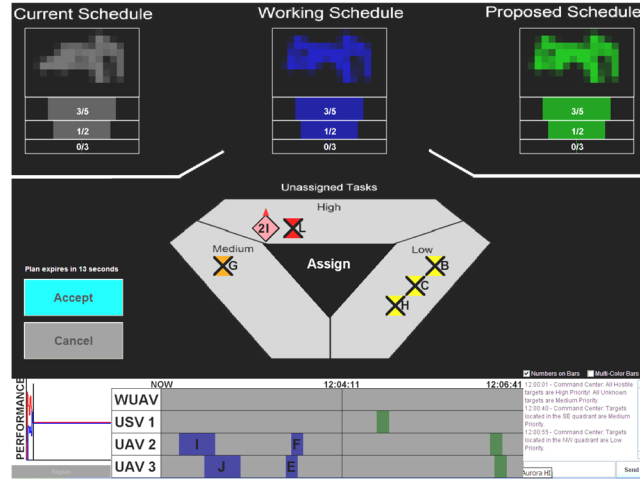 Current Schedule
Working Schedule
Proposed Schedule
3/5
1/2
0/3
3/5
1/2
3/5
1/2
0/3
Unassigned Tasks
High
2I
L
Medium
Low
G
Assign
B
C
H
Plan expires in 13 seconds
Accept
Cancel
Numbers on Bars
Multi-Color Bars
PERFORMANCE
NOW
12:04:11
12:06:41
WUAV
USV 1
UAV 2
I
F
UAV 3
J
E
12:00:01 - Command Center: All Hostile
targets are High Priority! All Unknown
targets are Medium Priority.
12:00:40 - Command Center: Targets
located in the SE quadrant are Medium
Priority.
12:00:55 - Command Center: Targets
located in the NW quadrant are Low
Priority.
Replan
Aurora HI
Send